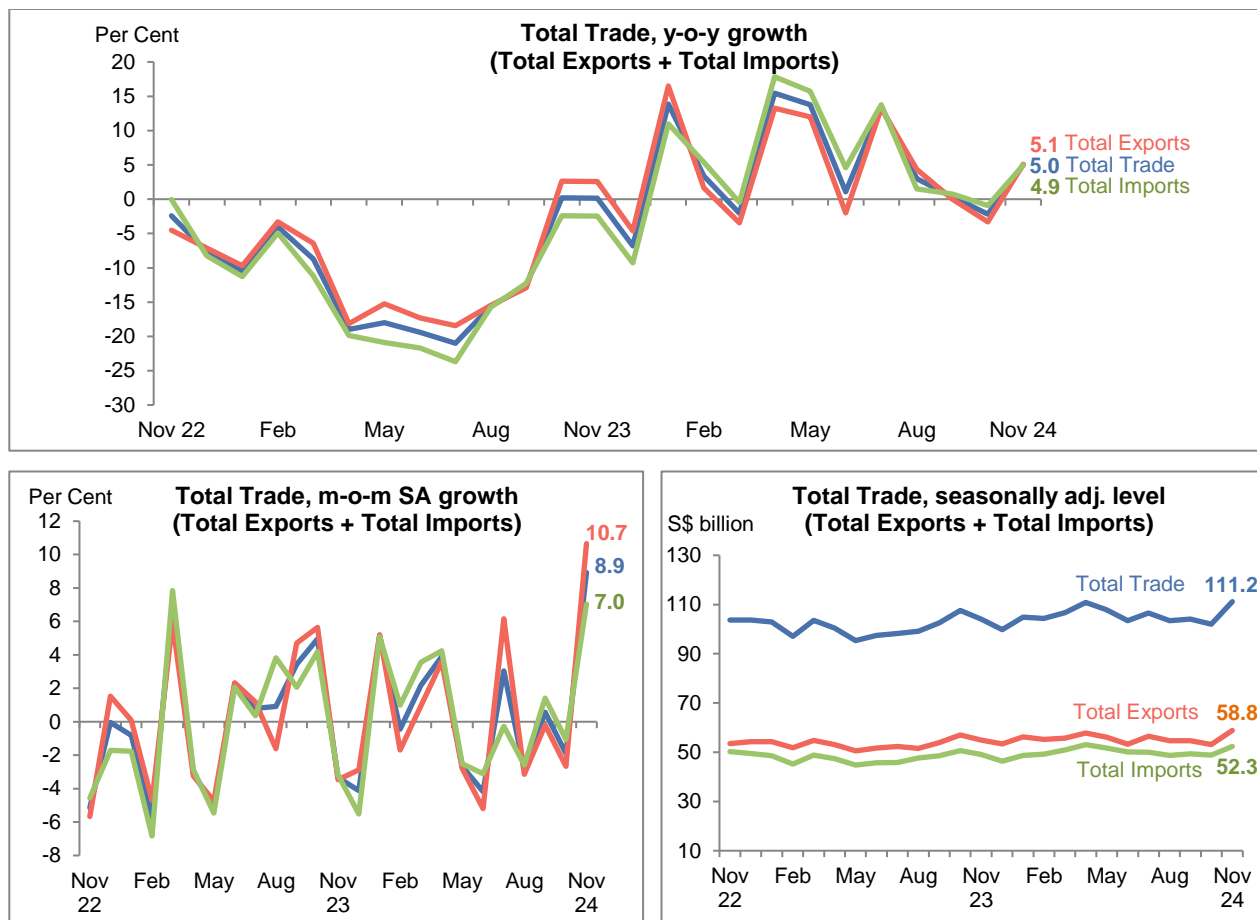 Total Trade, y-o-y growth
(Total Exports + Total Imports)
Per Cent
20
15
10
5
0
-5
-10
-15
-20
-25
-30
5.1 Total Exports
5.0 Total Trade
4.9 Total Imports
Nov 22 Feb May Aug Nov 23 Feb May Aug Nov 24
Total Trade, m-o-m SA growth
(Total Exports + Total Imports)
Per Cent
12
10
8
6
4
2
0
-2
-4
-6
-8
10.7
8.9
7.0
Nov Feb May Aug Nov Feb May Aug Nov
22 23 24
Total Trade, seasonally adj. level
(Total Exports + Total Imports)
S$ billion
130
110
90
70
50
30
10
Total Trade 111.2
Total Exports 58.8
Total Imports 52.3
Nov Feb May Aug Nov Feb May Aug Nov
22 23 24